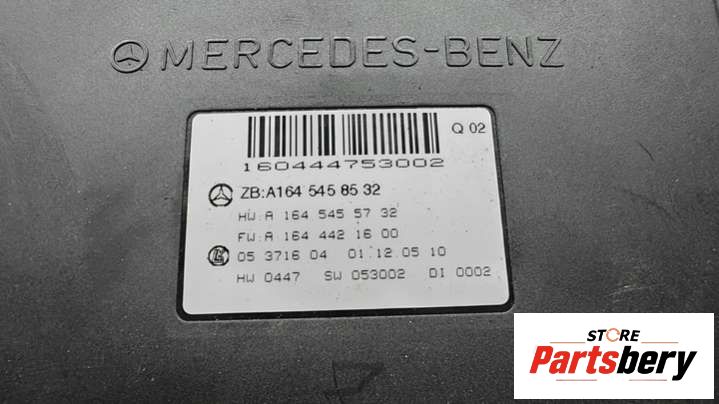 MERCEDES-BENZ
Q 02
160444753002
ZB:A164 545 85 32
HW:A 164 545 57 32
FW:A 164 442 16 00
05 3716 04 01.12.05 10
HW 0447 SW 053002 DI 0002
STORE
Partsbery